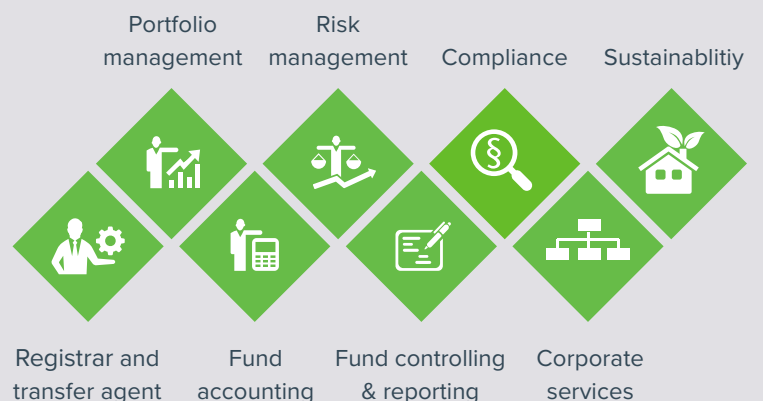 Portfolio
management
Risk
management
Compliance
Sustainablitiy
§
Registrar and
transfer agent
Fund
accounting
Fund controlling
& reporting
Corporate
services